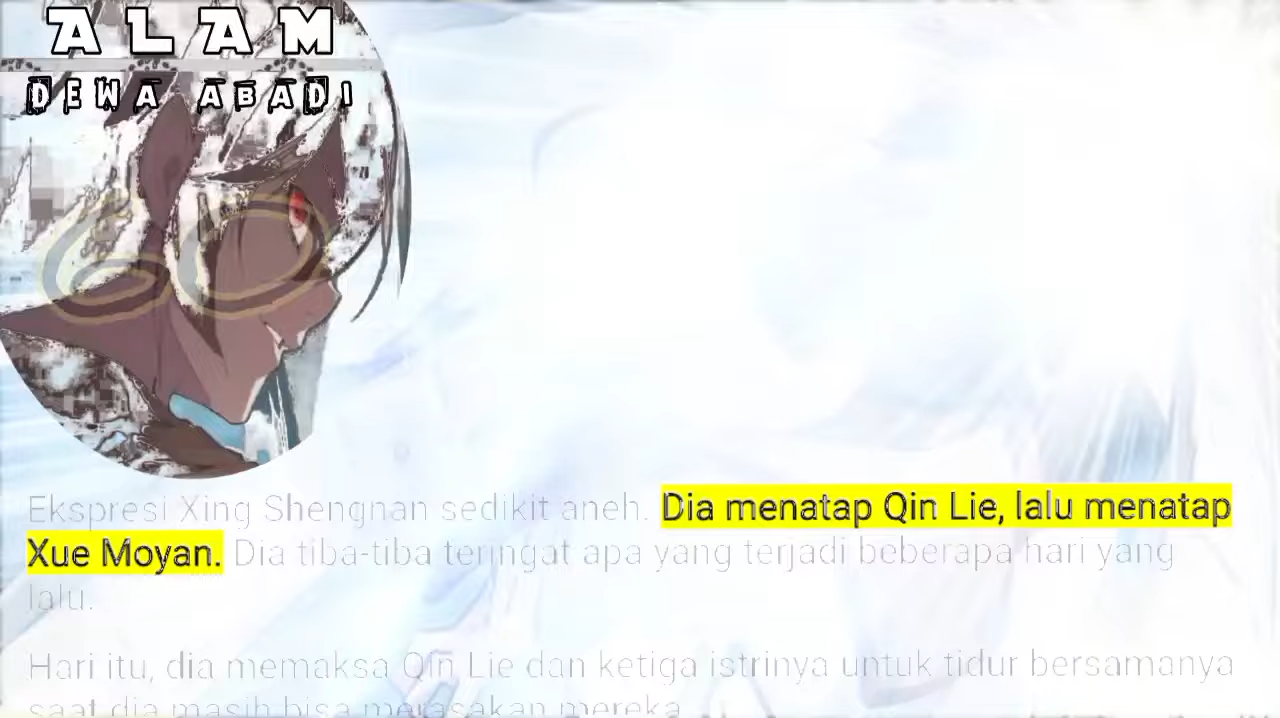 ALAM
DEWA ABADI
Ekspresi Xing Shengnan sedikit aneh. Dia menatap Qin Lie, lalu menatap
Xue Moyan. Dia tiba-tiba teringat apa yang terjadi beberapa hari yang
lalu.
Hari itu, dia memaksa Qin Lie dan ketiga istrinya untuk tidur bersamanya
saat dia masih bisa merasakan mereka